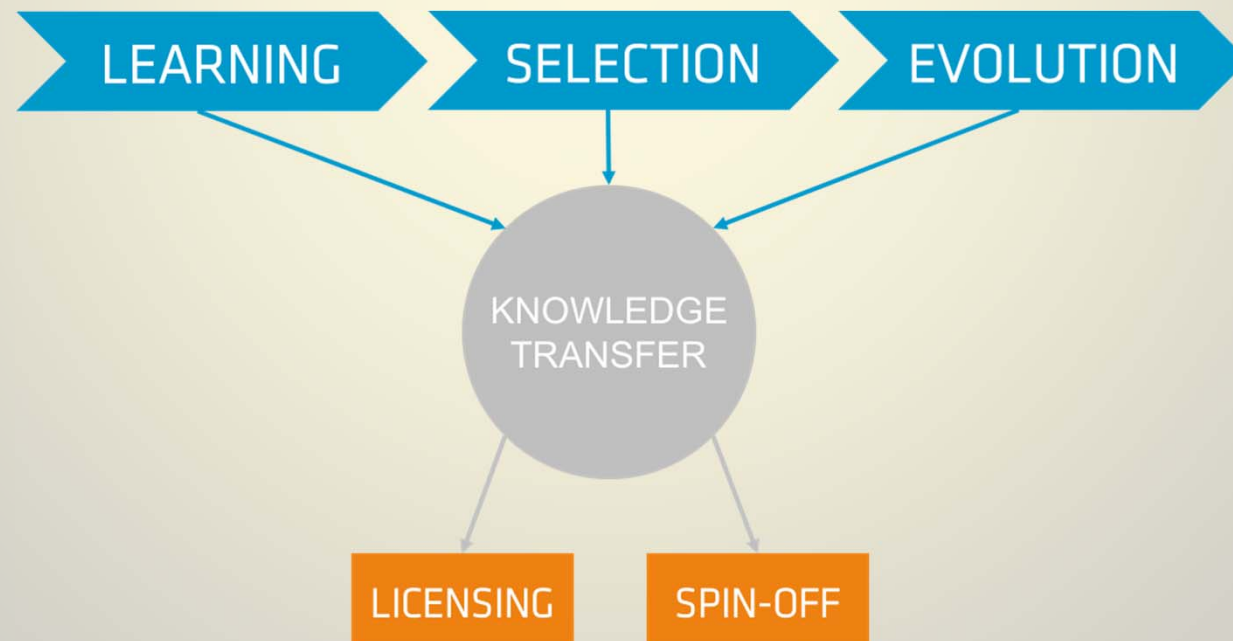 LEARNING
SELECTION
EVOLUTION
KNOWLEDGE
TRANSFER
LICENSING
SPIN-OFF